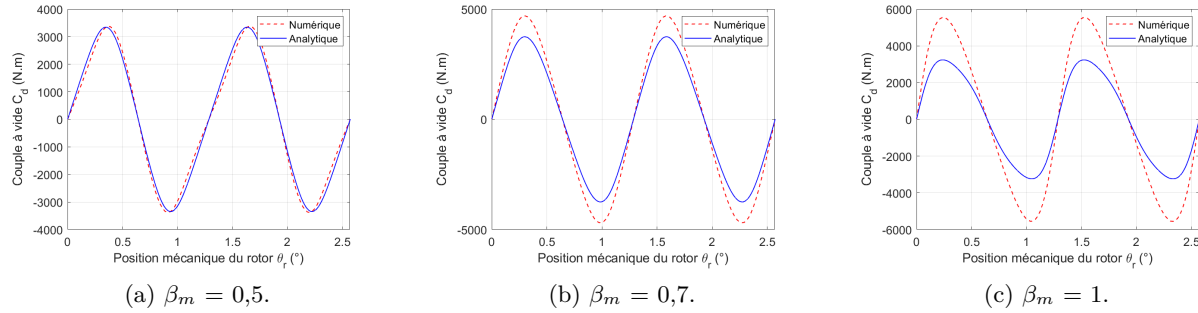 Couple à vide C_d (N.m)
4000
3000
2000
1000
0
-1000
-2000
-3000
-4000
0 0.5 1 1.5 2 2.5
Position mécanique du rotor θ_r (°)
Numérique
Analytique
(a) β_m = 0,5.
Couple à vide C_d (N.m)
5000
0
-5000
0 0.5 1 1.5 2 2.5
Position mécanique du rotor θ_r (°)
Numérique
Analytique
(b) β_m = 0,7.
Couple à vide C_d (N.m)
6000
4000
2000
0
-2000
-4000
-6000
0 0.5 1 1.5 2 2.5
Position mécanique du rotor θ_r (°)
Numérique
Analytique
(c) β_m = 1.